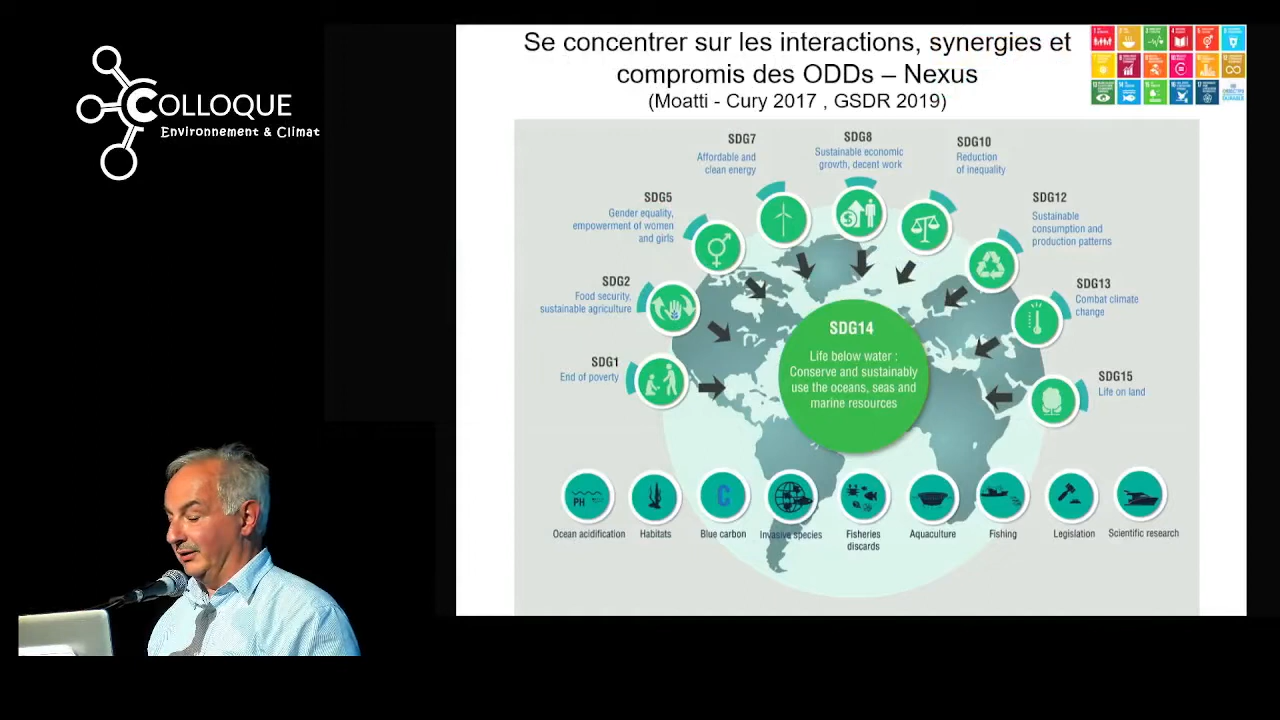 COLLOQUE
Environnement & Climat
Se concentrer sur les interactions, synergies et
compromis des ODDs – Nexus
(Moatti - Cury 2017 , GSDR 2019)
SDG7
Affordable and
clean energy
SDG8
Sustainable economic
growth, decent work
SDG10
Reduction
of inequality
SDG5
Gender equality,
empowerment of women
and girls
SDG12
Sustainable
consumption and
production patterns
SDG2
Food security,
sustainable agriculture
SDG13
Combat climate
change
SDG1
End of poverty
SDG15
Life on land
SDG14
Life below water :
Conserve and sustainably
use the oceans, seas and
marine resources
PH
C
Ocean acidification
Habitats
Blue carbon
Invasive species
Fisheries
discards
Aquaculture
Fishing
Legislation
Scientific research